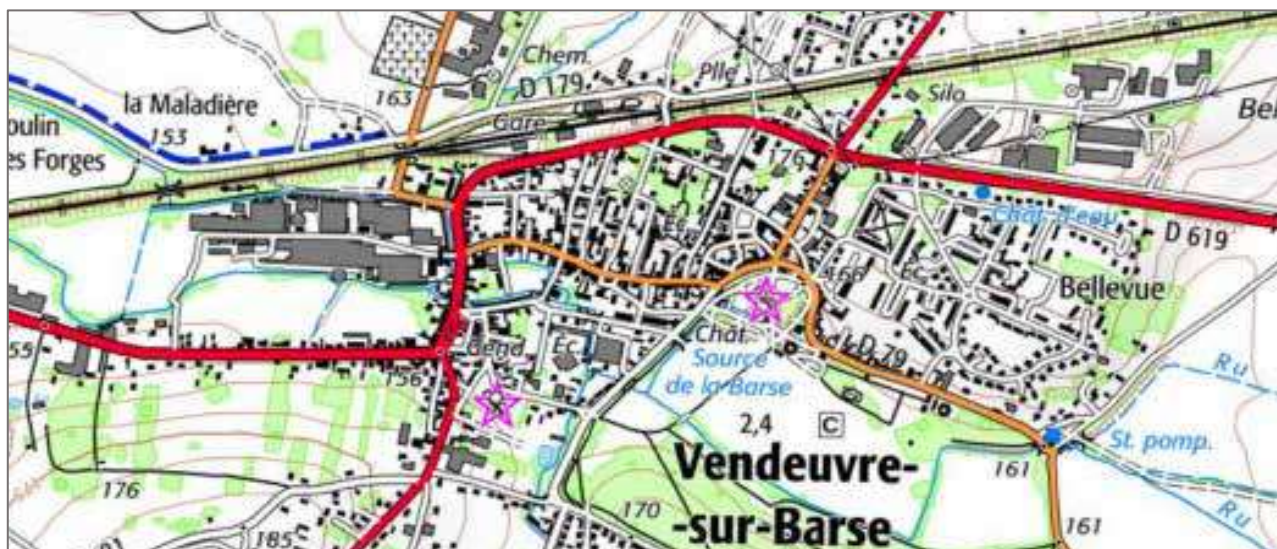 Chem.
D 179
Plle
163
Gare
Silo
la Maladière
153
oulin
es Forges
Bel
176
Ec
Chât. d'eau
D 619
166
Ec
Bellevue
Chât.
D 79
Source
de la Barse
Gend.
Ec.
55
156
2,4
C
Ru
St. pomp.
161
Vendeuvre-
-sur-Barse
176
170
185
161
Ru